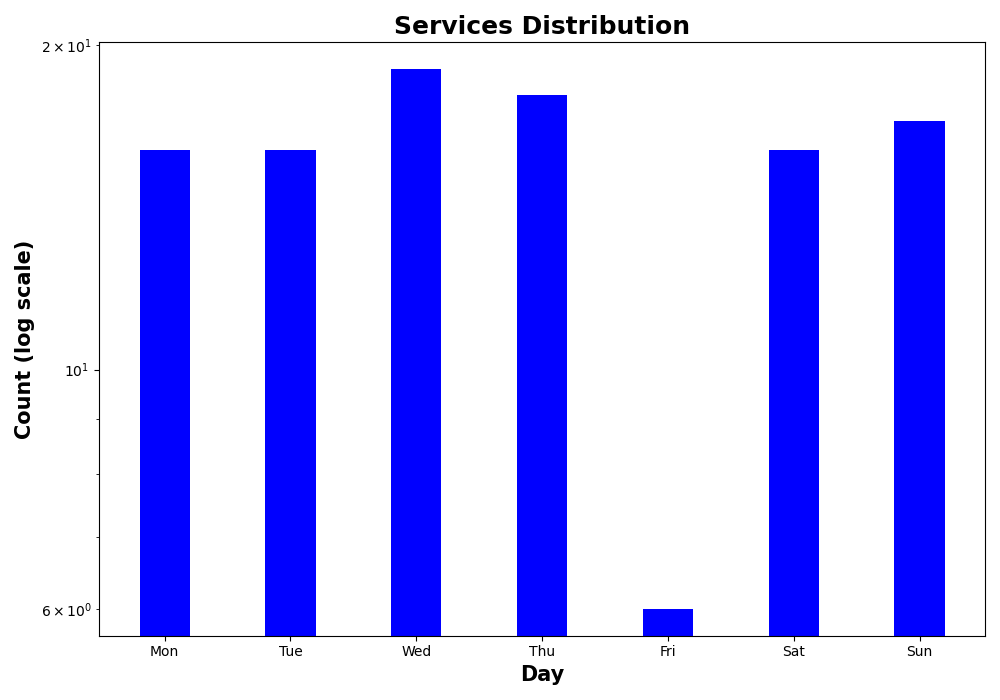 Services Distribution
2 × 10¹
10¹
6 × 10⁰
Count (log scale)
Mon Tue Wed Thu Fri Sat Sun
Day